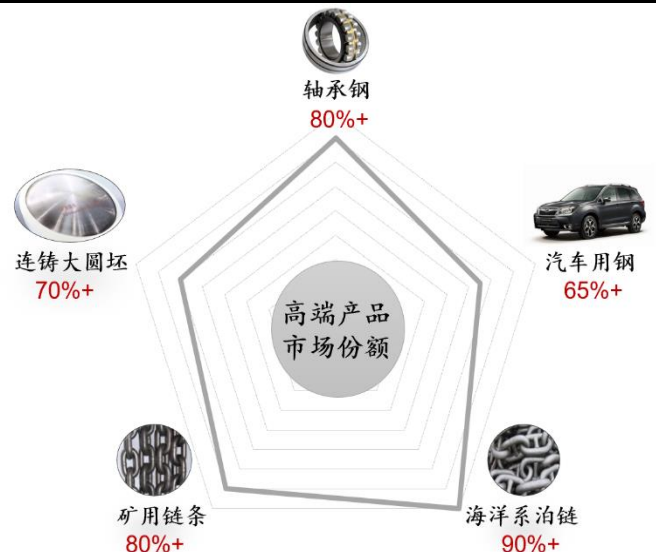 轴承钢
80%+
连铸大圆坯
70%+
汽车用钢
65%+
高端产品
市场份额
矿用链条
80%+
海洋系泊链
90%+